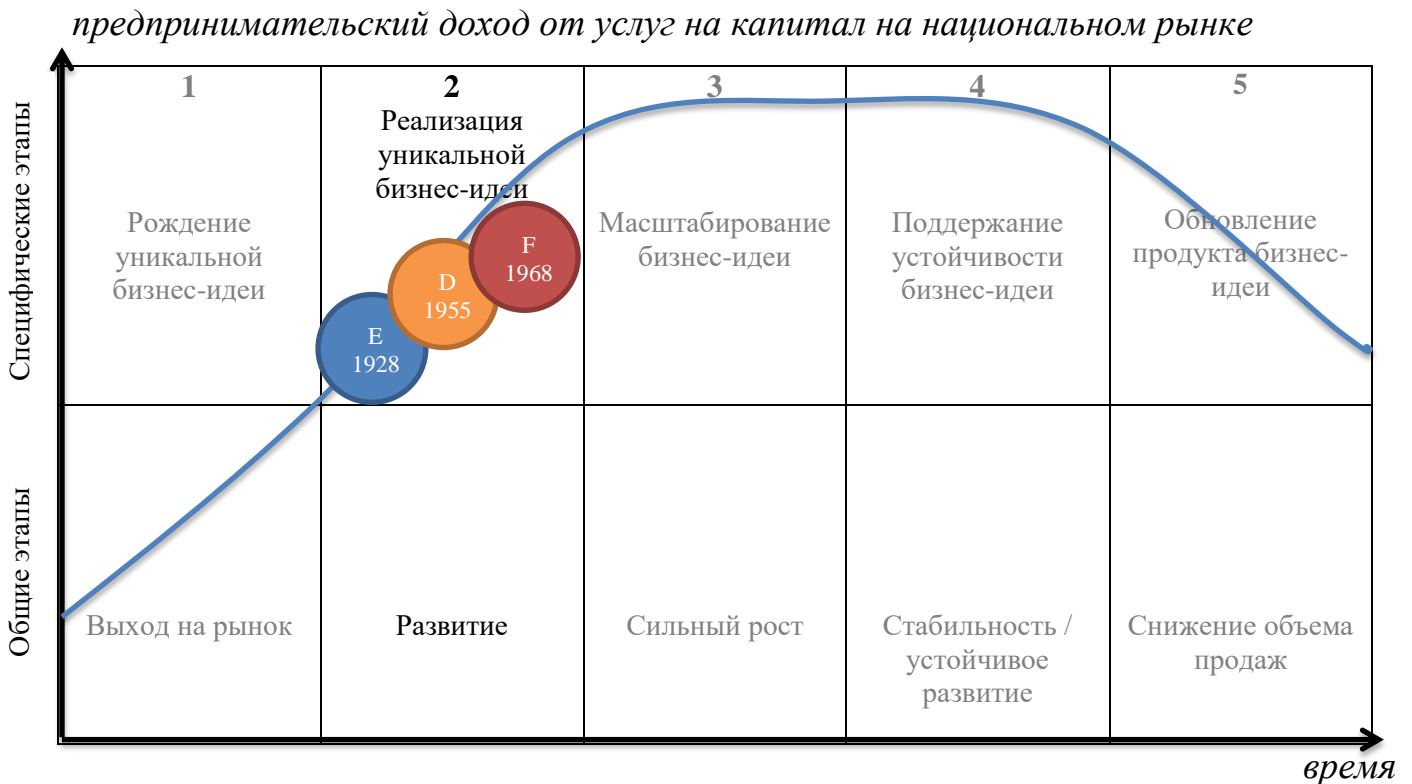 предпринимательский доход от услуг на капитал на национальном рынке
Специфические этапы
1
Рождение
уникальной
бизнес-идеи
2
Реализация
уникальной
бизнес-идеи
E
1928
D
1955
F
1968
3
Масштабирование
бизнес-идеи
4
Поддержание
устойчивости
бизнес-идеи
5
Обновление
продукта бизнес-
идеи
Общие этапы
Выход на рынок
Развитие
Сильный рост
Стабильность /
устойчивое
развитие
Снижение объема
продаж
время